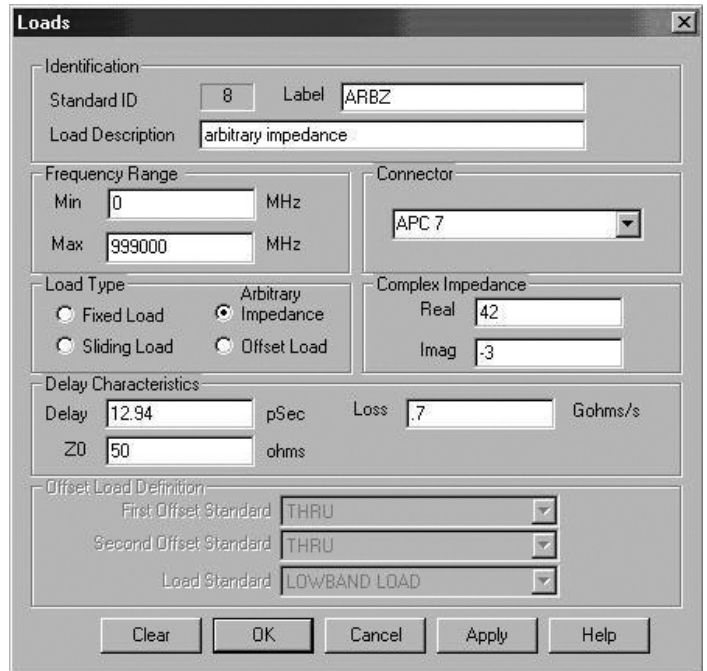 Loads
Identification
Standard ID 8 Label ARBZ
Load Description arbitrary impedance
Frequency Range
Min 0 MHz
Max 999000 MHz
Connector
APC 7
Load Type
Fixed Load
Arbitrary
Impedance
Sliding Load
Offset Load
Complex Impedance
Real 42
Imag -3
Delay Characteristics
Delay 12.94 pSec Loss .7 Gohms/s
Z0 50 ohms
Offset Load Definition
First Offset Standard THRU
Second Offset Standard THRU
Load Standard LOWBAND LOAD
Clear OK Cancel Apply Help